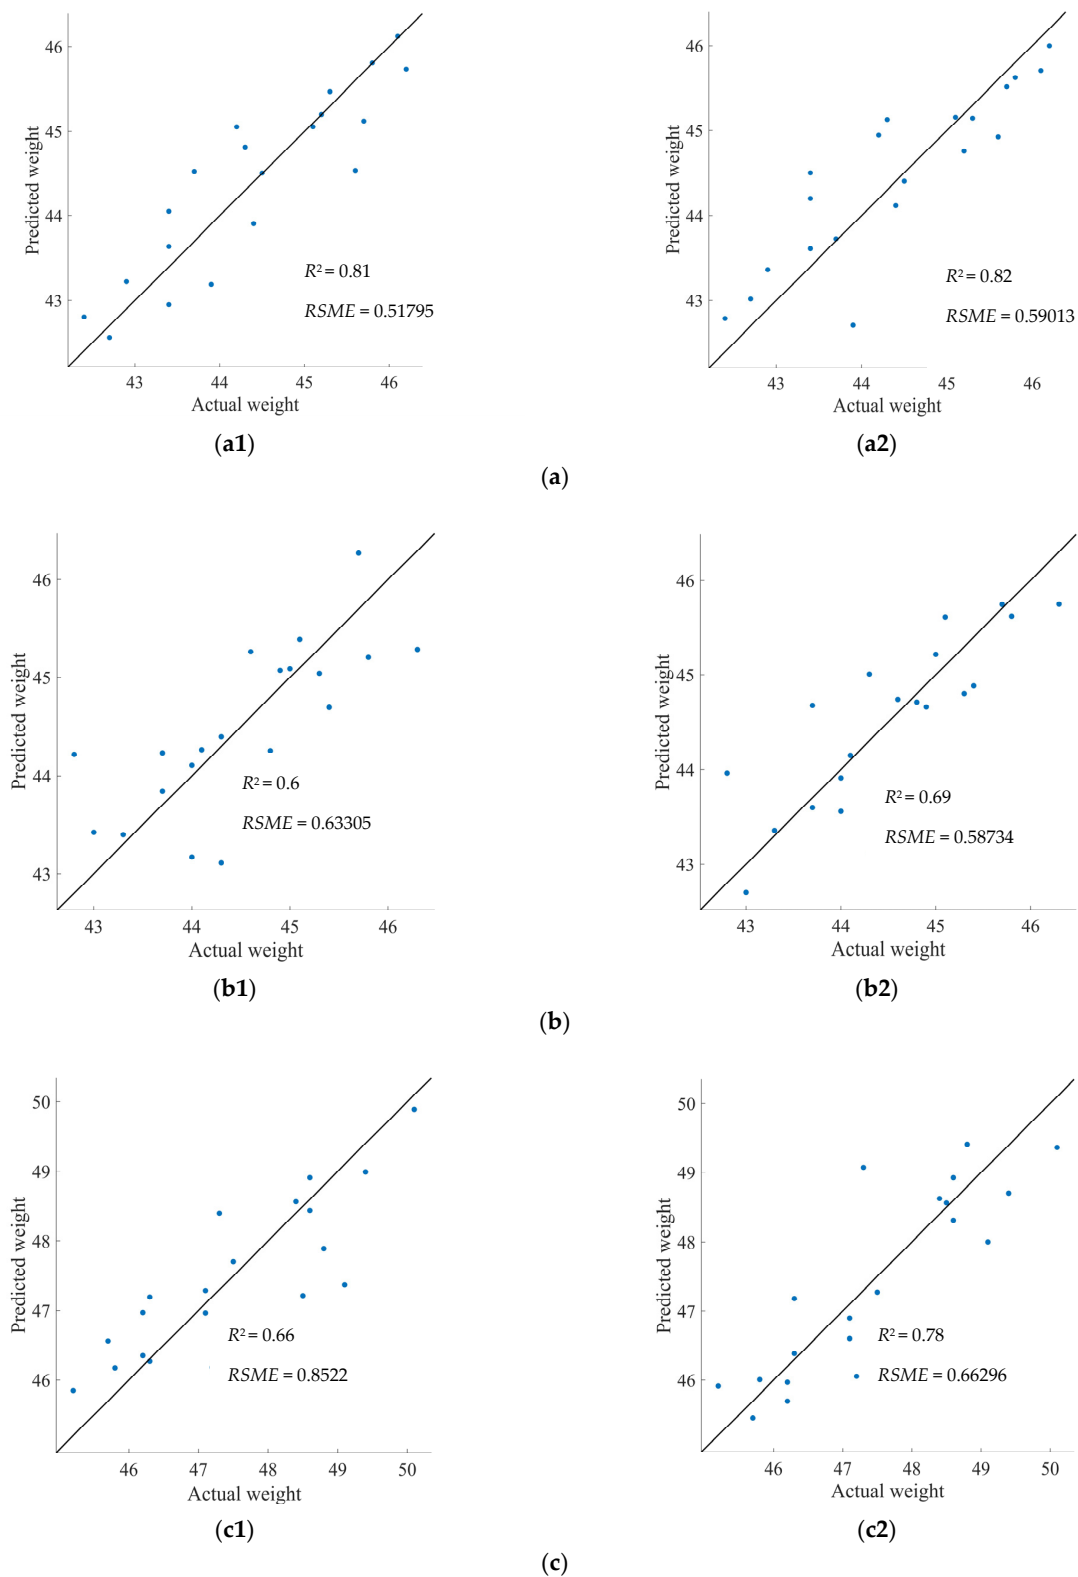 46
45
44
43
Predicted weight
R² = 0.81
RSME = 0.51795
43 44 45 46
Actual weight
(a1)
46
45
44
43
Predicted weight
R² = 0.82
RSME = 0.59013
43 44 45 46
Actual weight
(a2)
(a)
46
45
44
43
Predicted weight
R² = 0.6
RSME = 0.63305
43 44 45 46
Actual weight
(b1)
46
45
44
43
Predicted weight
R² = 0.69
RSME = 0.58734
43 44 45 46
Actual weight
(b2)
(b)
50
49
48
47
46
Predicted weight
R² = 0.66
RSME = 0.8522
46 47 48 49 50
Actual weight
(c1)
50
49
48
47
46
Predicted weight
R² = 0.78
RSME = 0.66296
46 47 48 49 50
Actual weight
(c2)
(c)